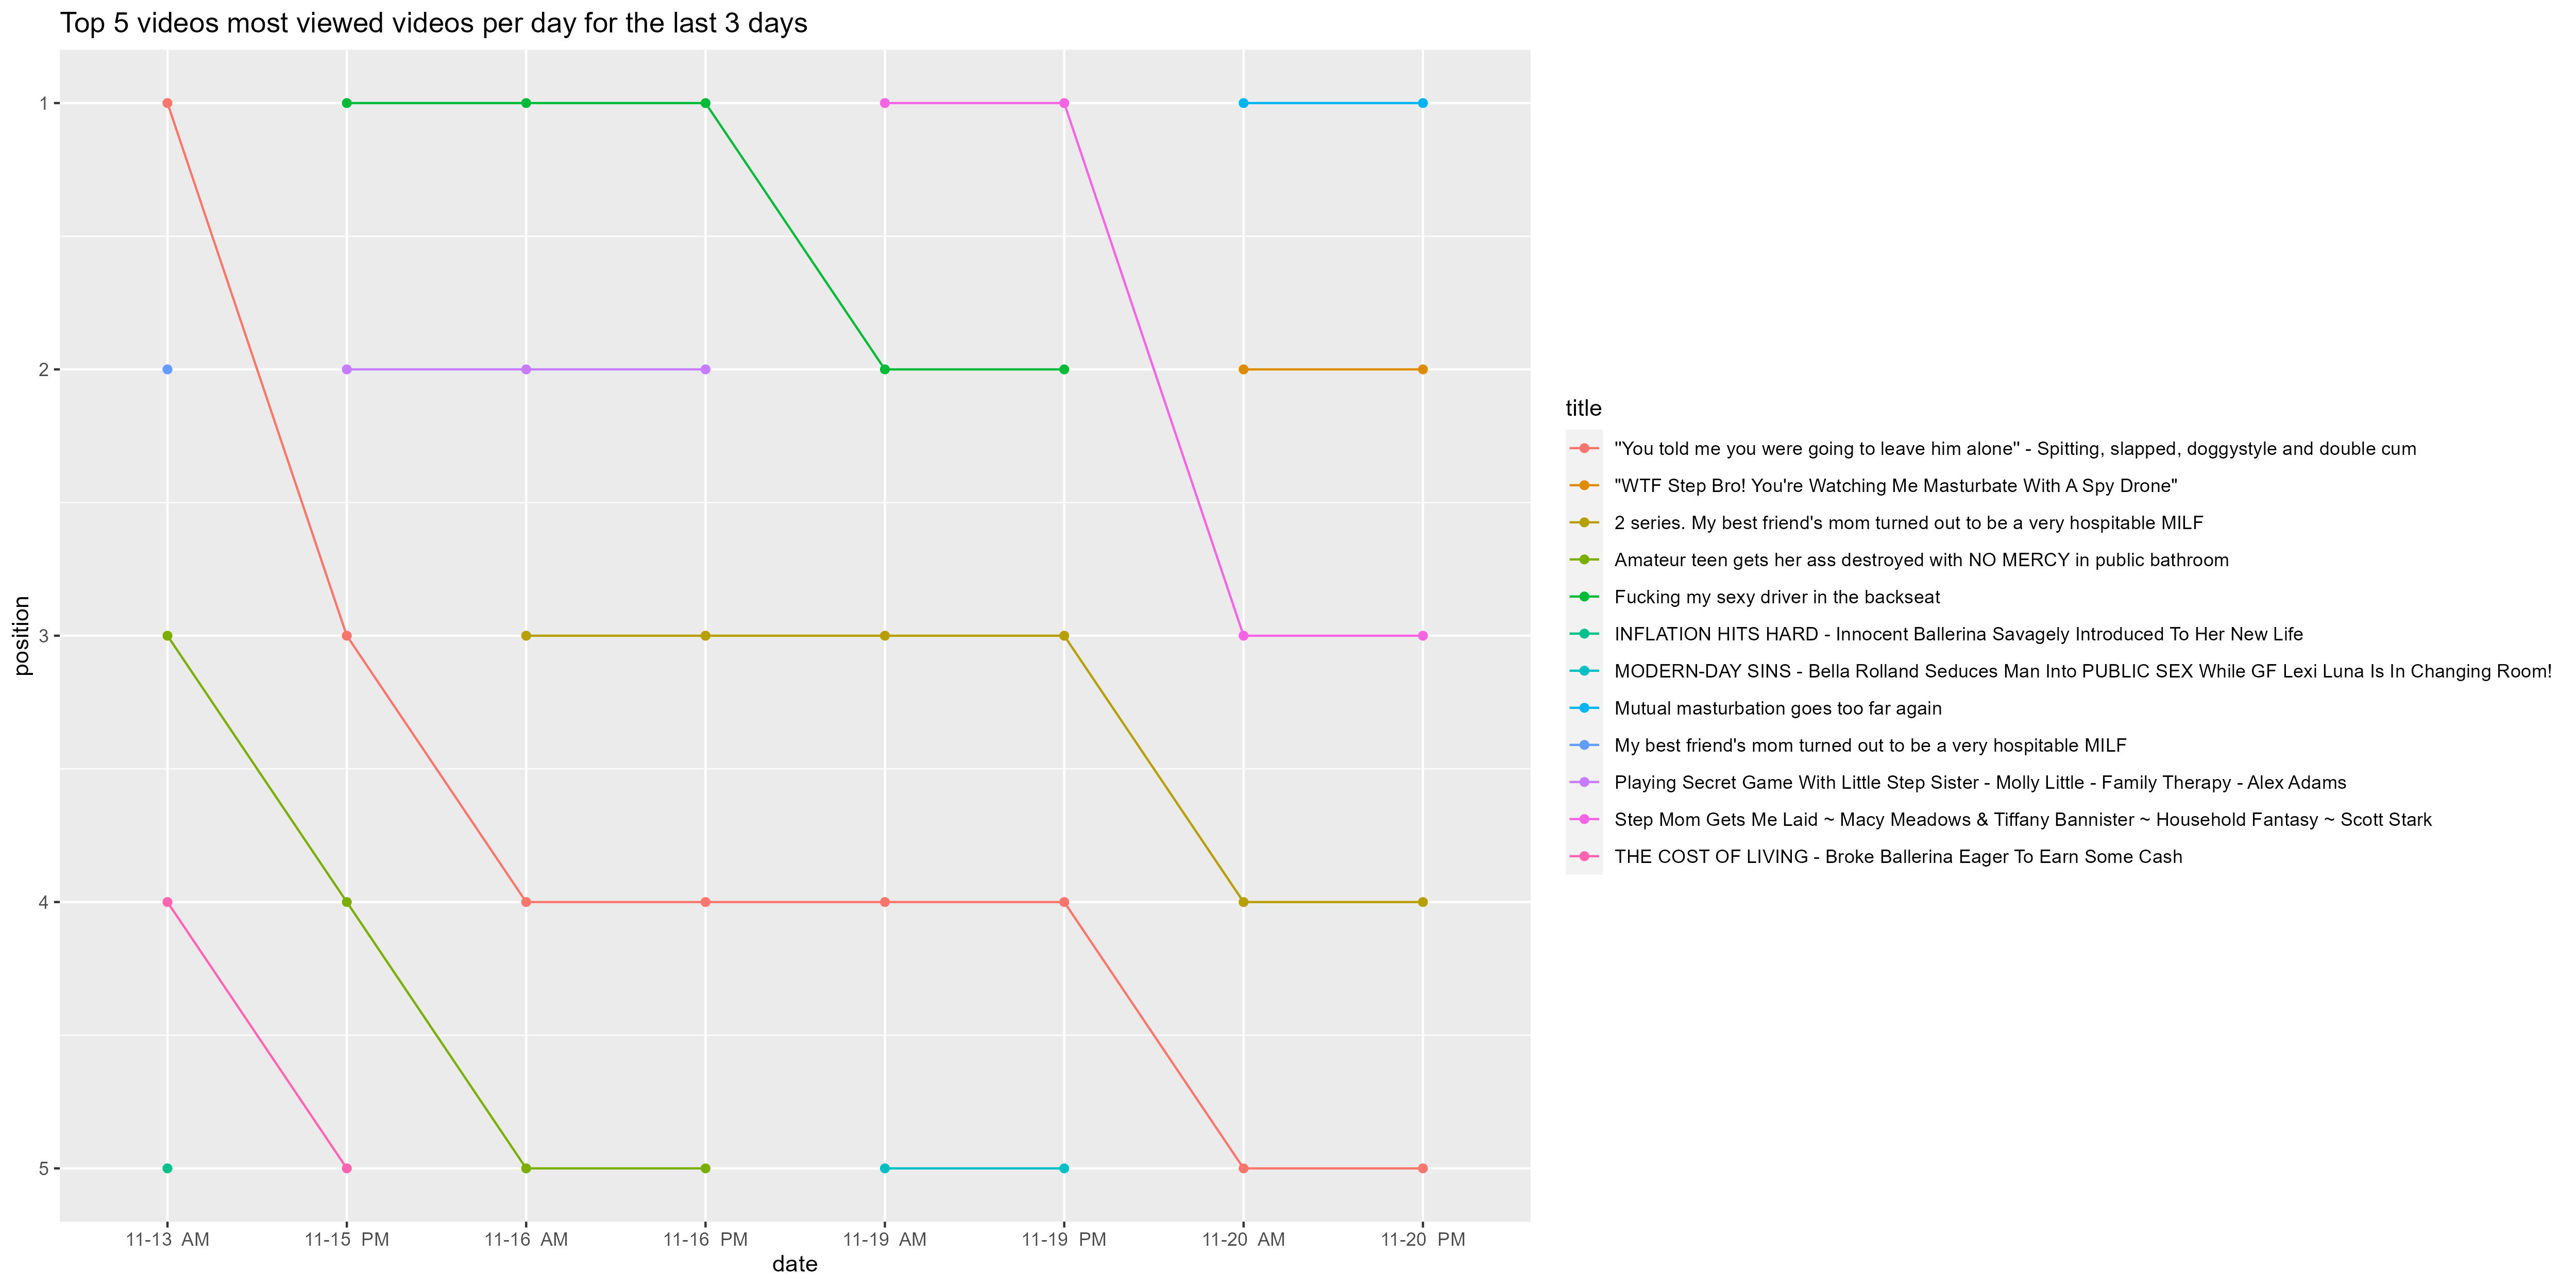 Top 5 videos most viewed videos per day for the last 3 days
position
1
2
3
4
5
11-13 AM
11-15 PM
11-16 AM
11-16 PM
11-19 AM
11-19 PM
11-20 AM
11-20 PM
date
title
"You told me you were going to leave him alone" - Spitting, slapped, doggystyle and double cum
"WTF Step Bro! You're Watching Me Masturbate With A Spy Drone"
2 series. My best friend's mom turned out to be a very hospitable MILF
Amateur teen gets her ass destroyed with NO MERCY in public bathroom
Fucking my sexy driver in the backseat
INFLATION HITS HARD - Innocent Ballerina Savagely Introduced To Her New Life
MODERN-DAY SINS - Bella Rolland Seduces Man Into PUBLIC SEX While GF Lexi Luna Is In Changing Room!
Mutual masturbation goes too far again
My best friend's mom turned out to be a very hospitable MILF
Playing Secret Game With Little Step Sister - Molly Little - Family Therapy - Alex Adams
Step Mom Gets Me Laid ~ Macy Meadows & Tiffany Bannister ~ Household Fantasy ~ Scott Stark
THE COST OF LIVING - Broke Ballerina Eager To Earn Some Cash